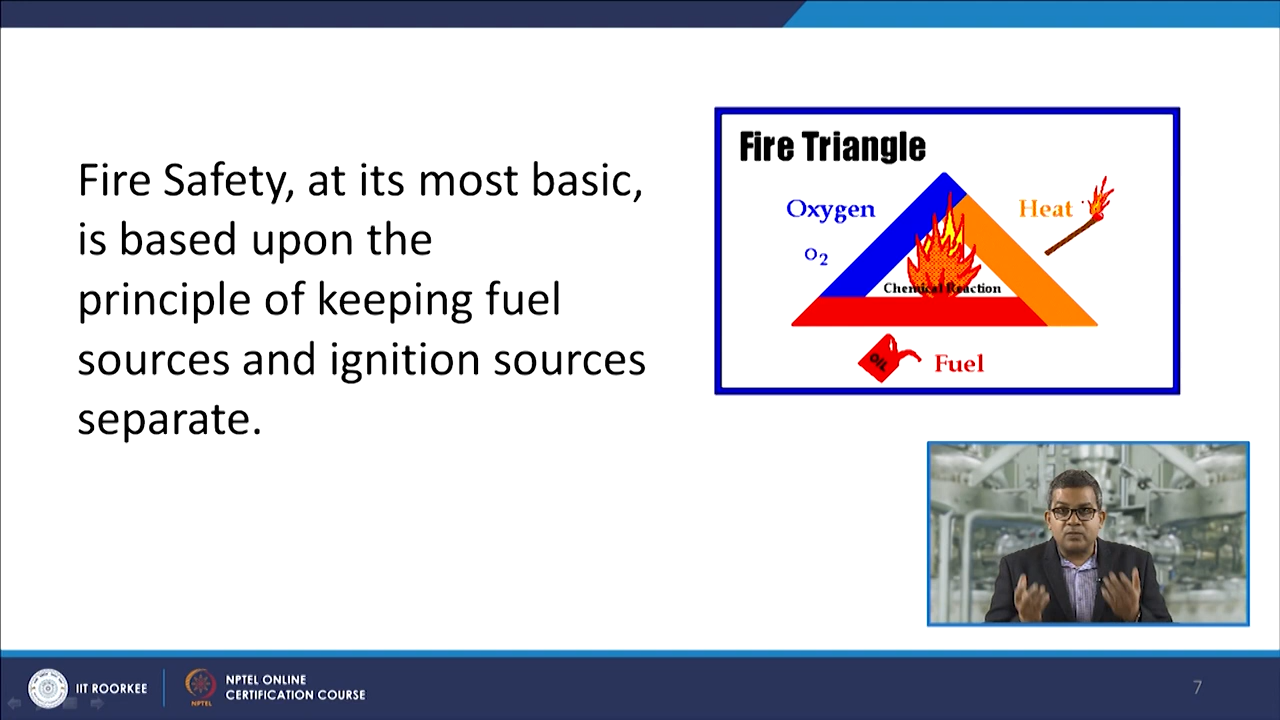 Fire Safety, at its most basic,
is based upon the
principle of keeping fuel
sources and ignition sources
separate.
Fire Triangle
Oxygen
Heat
O2
Chemical Reaction
OIL
Fuel
IIT ROORKEE
NPTEL
NPTEL ONLINE
CERTIFICATION COURSE
7